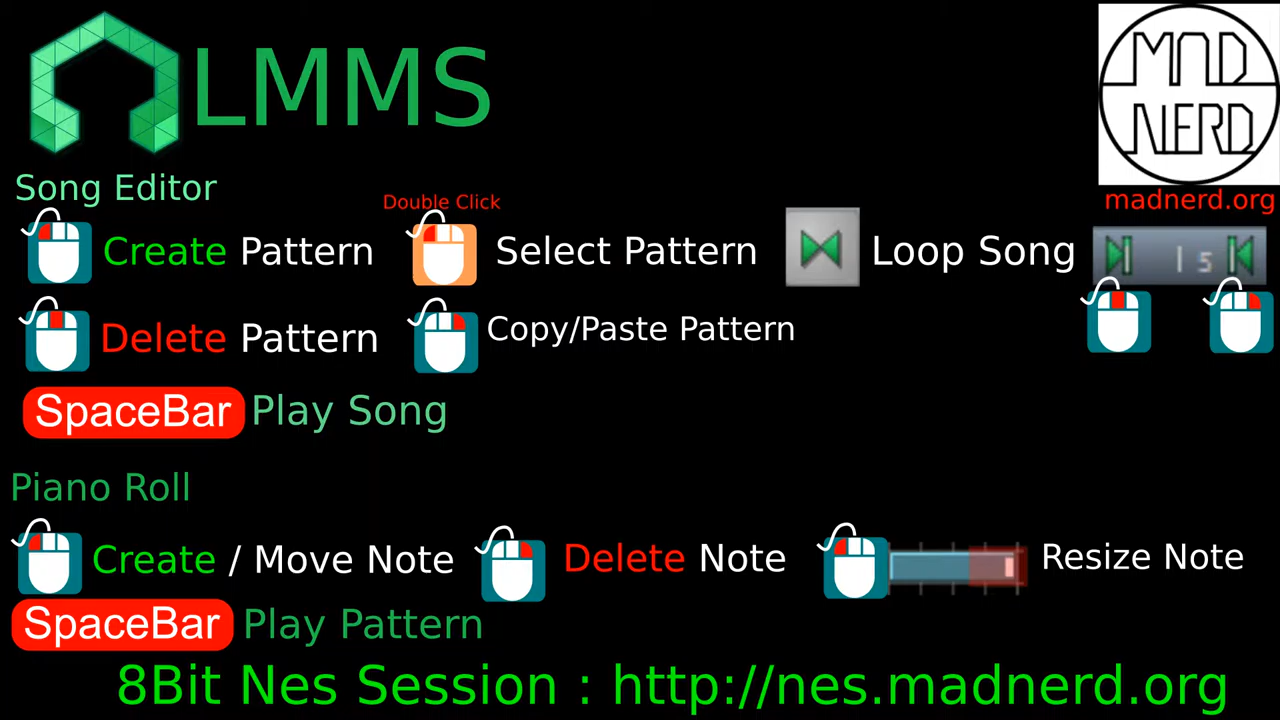 LMMS
MAD
NERD
madnerd.org
Song Editor
Double Click
Create Pattern
Select Pattern
Loop Song
5
Delete Pattern
Copy/Paste Pattern
SpaceBar Play Song
Piano Roll
Create / Move Note
Delete Note
Resize Note
SpaceBar Play Pattern
8Bit Nes Session : http://nes.madnerd.org